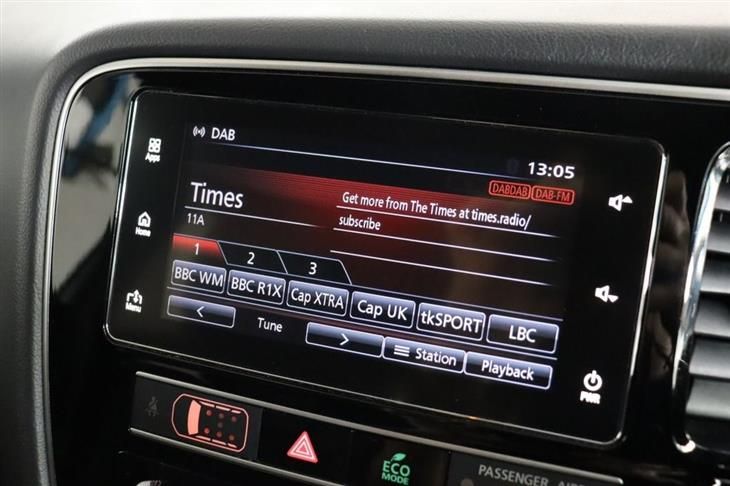 DAB
13:05
DABDAB DAB-FM
Times
Get more from The Times at times.radio/
subscribe
11A
1 2 3
BBC WM BBC R1X Cap XTRA Cap UK tkSPORT LBC
< Tune > Station Playback
Apps
Home
Menu
PWR
ECO
MODE
PASSENGER